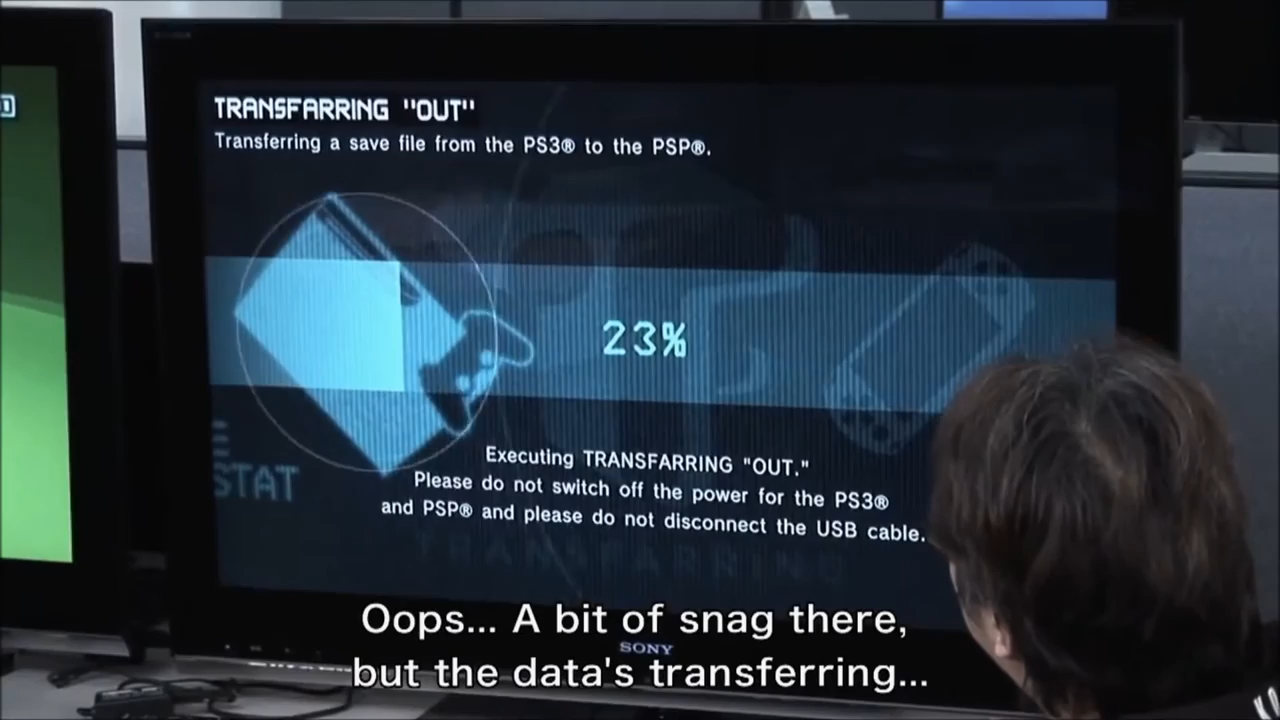 TRANSFARRING "OUT"
Transferring a save file from the PS3® to the PSP®.
23%
STAT
Executing TRANSFARRING "OUT."
Please do not switch off the power for the PS3®
and PSP® and please do not disconnect the USB cable.
TRANSFARRING
Oops... A bit of snag there,
SONY
but the data's transferring...